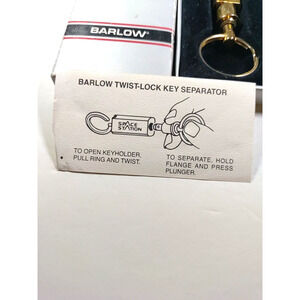 BARLOW®
BARLOW TWIST-LOCK KEY SEPARATOR
SPACE
STATION
TO OPEN KEYHOLDER,
PULL RING AND TWIST.
TO SEPARATE, HOLD
FLANGE AND PRESS
PLUNGER.